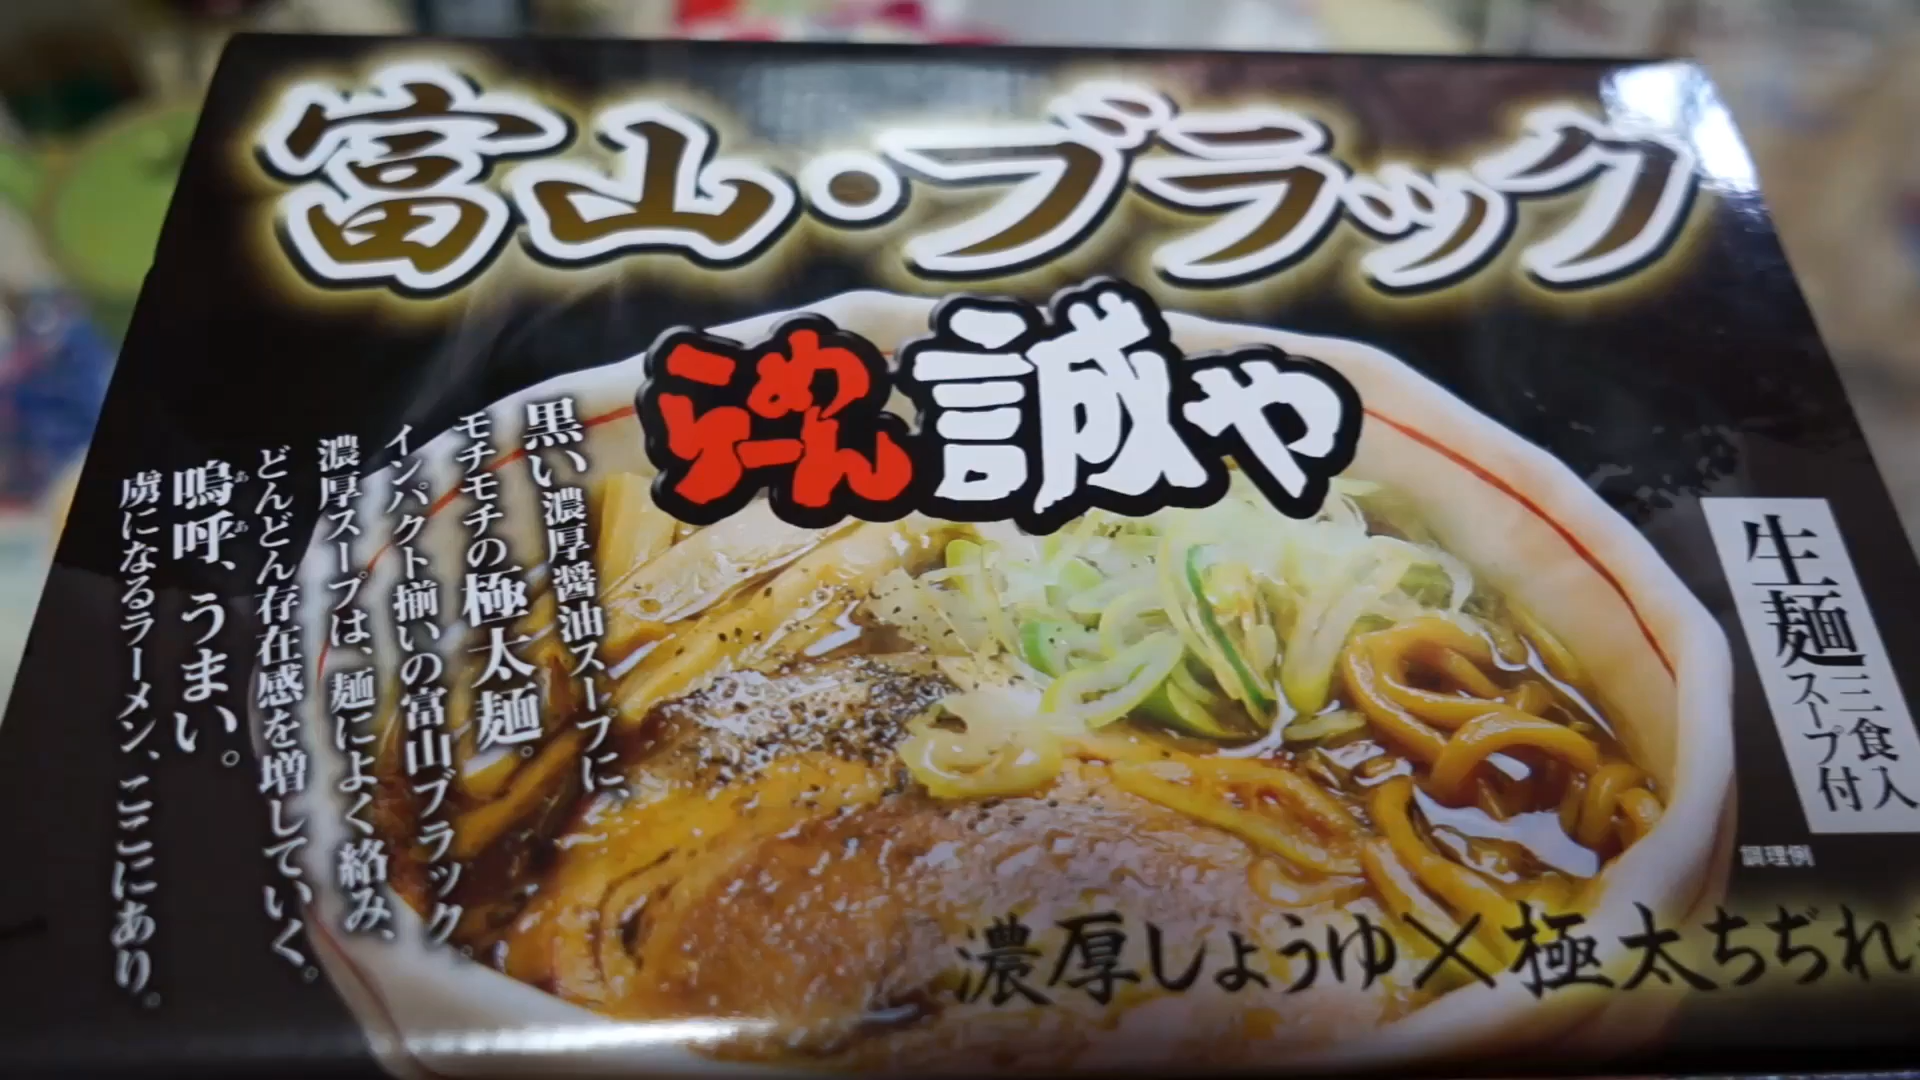 富山・ブラック
らーめん誠や
黒い濃厚醤油スープに、
モチモチの極太麺。
インパクト揃いの富山ブラック。
濃厚スープは、麺によく絡み、
どんどん存在感を増していく。
嗚呼、うまい。
ああ
虜になるラーメン、ここにあり。
生麺三食入
スープ付
調理例
濃厚しょうゆ×極太ちぢれ